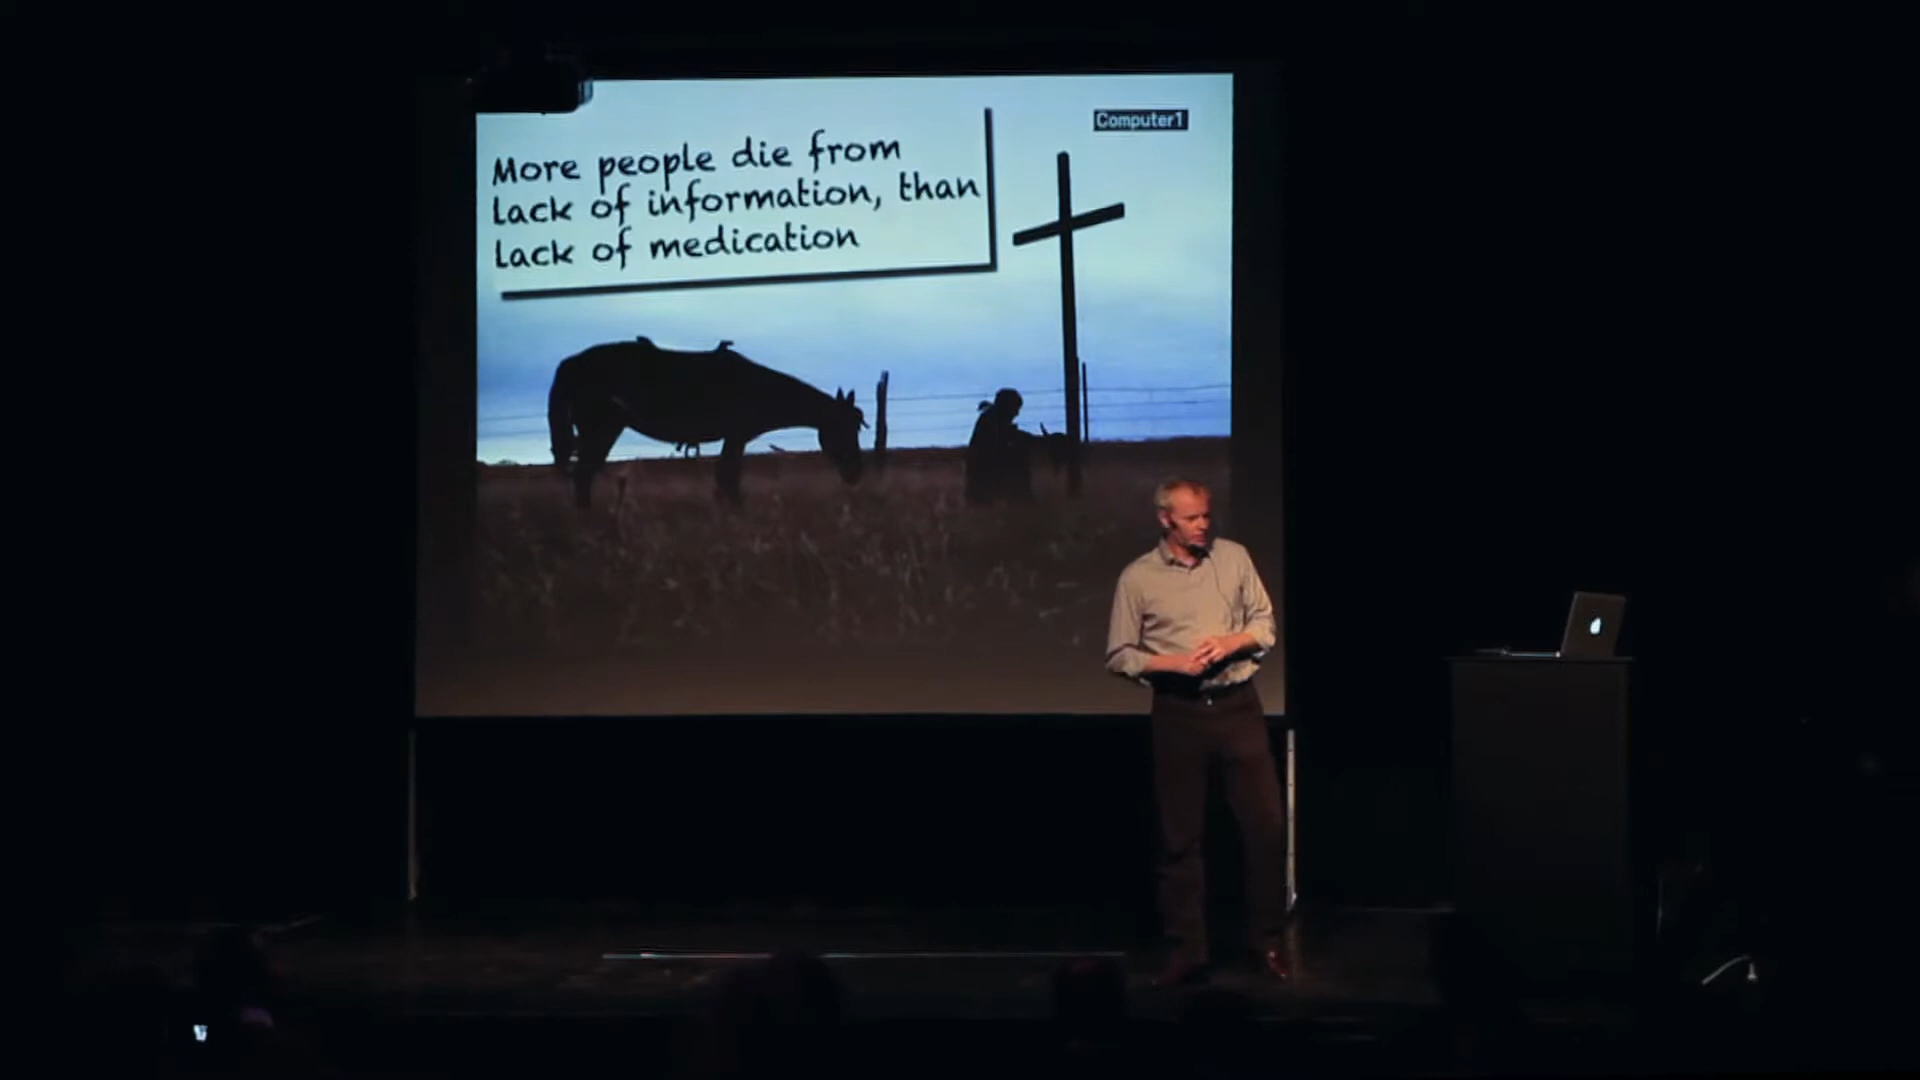 More people die from
lack of information, than
lack of medication
Computer1